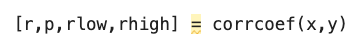 [r,p,rlow,rhigh] = corrcoef(x,y)